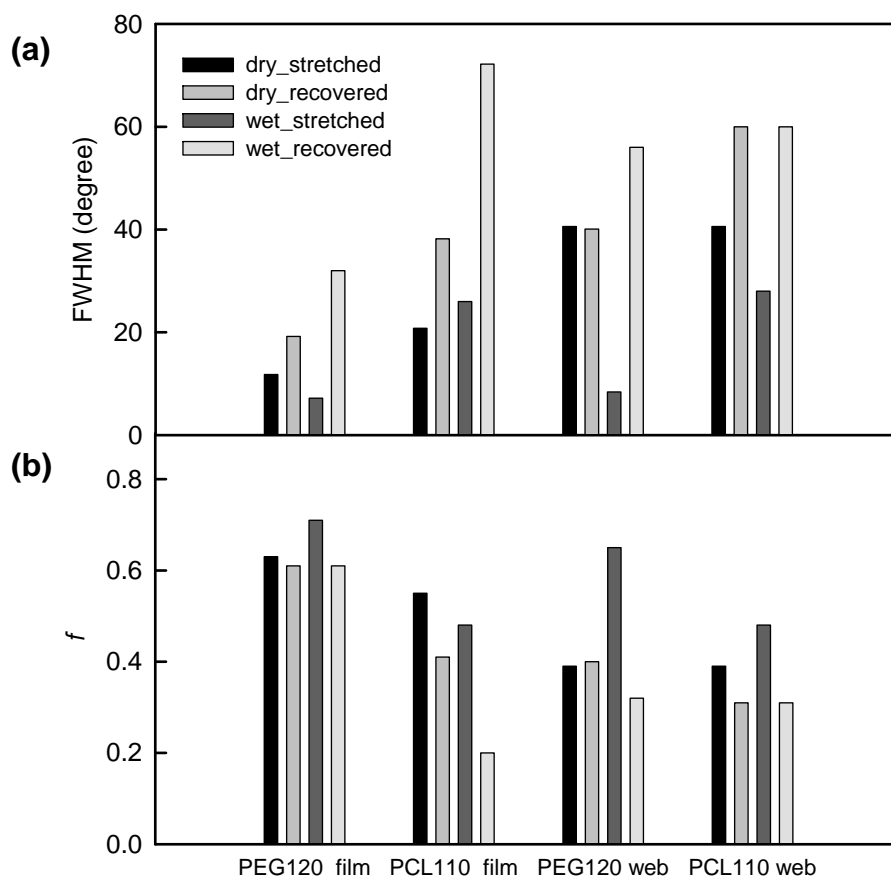 (a)
80
60
40
20
0
FWHM (degree)
dry_stretched
dry_recovered
wet_stretched
wet_recovered
(b)
0.8
0.6
0.4
0.2
0.0
f
PEG120 film PCL110 film PEG120 web PCL110 web